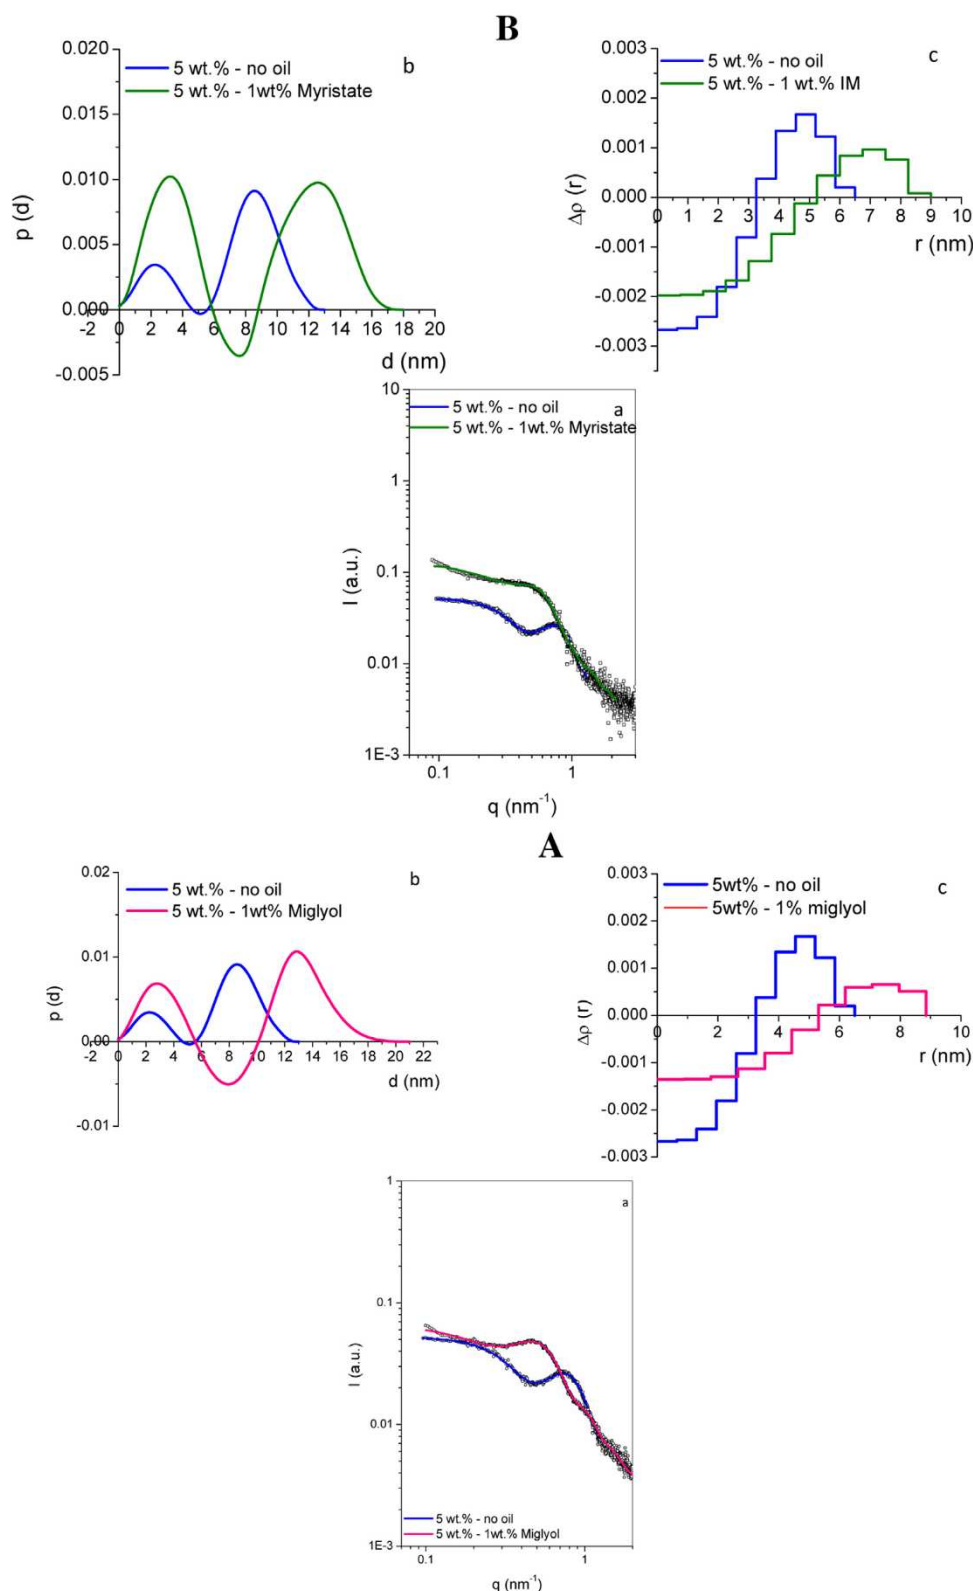 B
b
5 wt.% - no oil
5 wt.% - 1wt% Myristate
0.020
0.015
0.010
0.005
0.000
-0.005
p (d)
-2 0 2 4 6 8 10 12 14 16 18 20
d (nm)
c
5 wt.% - no oil
5 wt.% - 1 wt.% IM
0.003
0.002
0.001
0.000
-0.001
-0.002
-0.003
Δρ (r)
0 1 2 3 4 5 6 7 8 9 10
r (nm)
a
5 wt.% - no oil
5 wt.% - 1wt.% Myristate
10
1
0.1
0.01
1E-3
I (a.u.)
0.1 1
q (nm⁻¹)
A
b
5 wt.% - no oil
5 wt.% - 1wt% Miglyol
0.02
0.01
0.00
-0.01
p (d)
-2 0 2 4 6 8 10 12 14 16 18 20 22
d (nm)
c
5wt% - no oil
5wt% - 1% miglyol
0.003
0.002
0.001
0.000
-0.001
-0.002
-0.003
Δρ (r)
0 2 4 6 8 10
r (nm)
a
1
0.1
0.01
1E-3
I (a.u.)
5 wt.% - no oil
5 wt.% - 1wt.% Miglyol
0.1 1
q (nm⁻¹)